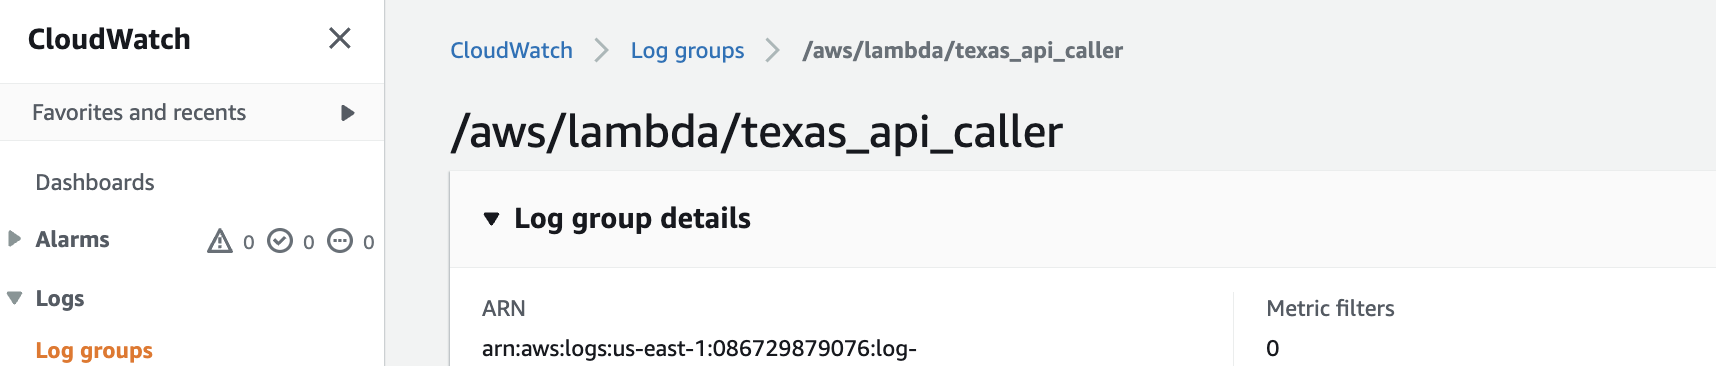 CloudWatch
Favorites and recents
Dashboards
Alarms 0 0 0
Logs
Log groups
CloudWatch Log groups /aws/lambda/texas_api_caller
/aws/lambda/texas_api_caller
Log group details
ARN
arn:aws:logs:us-east-1:086729879076:log-
Metric filters
0